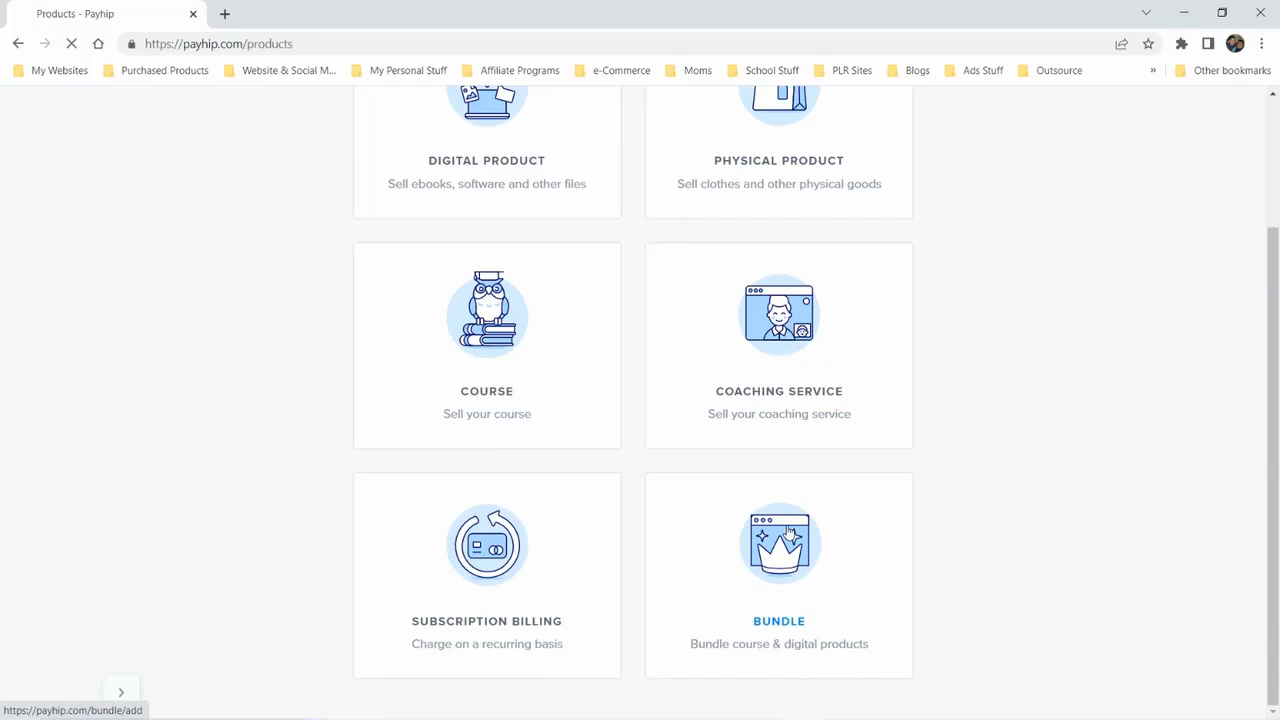 Products - Payhip
https://payhip.com/products
My Websites
Purchased Products
Website & Social M...
My Personal Stuff
Affiliate Programs
e-Commerce
Moms
School Stuff
PLR Sites
Blogs
Ads Stuff
Outsource
»
Other bookmarks
DIGITAL PRODUCT
Sell ebooks, software and other files
PHYSICAL PRODUCT
Sell clothes and other physical goods
COURSE
Sell your course
COACHING SERVICE
Sell your coaching service
SUBSCRIPTION BILLING
Charge on a recurring basis
BUNDLE
Bundle course & digital products
https://payhip.com/bundle/add